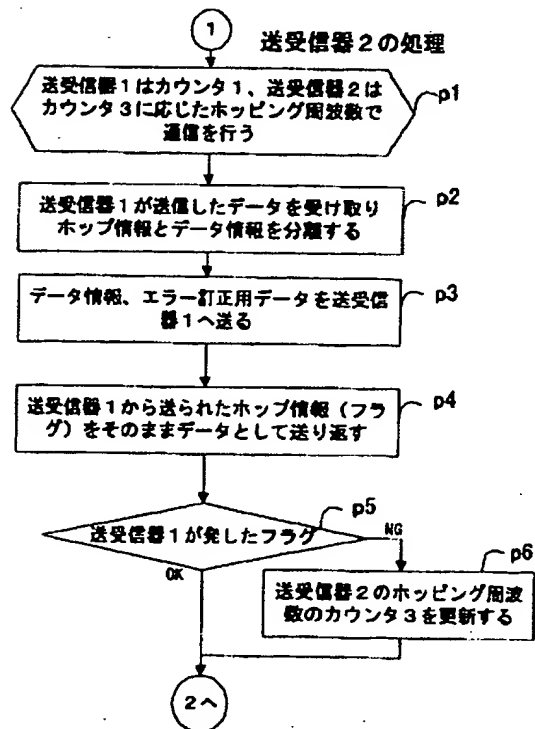 1
送受信器2の処理
送受信器1はカウンタ1、送受信器2は
カウンタ3に応じたホッピング周波数で
通信を行う
p1
送受信器1が送信したデータを受け取り
ホップ情報とデータ情報を分離する
p2
データ情報、エラー訂正用データを送受信
器1へ送る
p3
送受信器1から送られたホップ情報（フラ
グ）をそのままデータとして送り返す
p4
送受信器1が発したフラグ
p5
NG
OK
p6
送受信器2のホッピング周波
数のカウンタ3を更新する
2へ